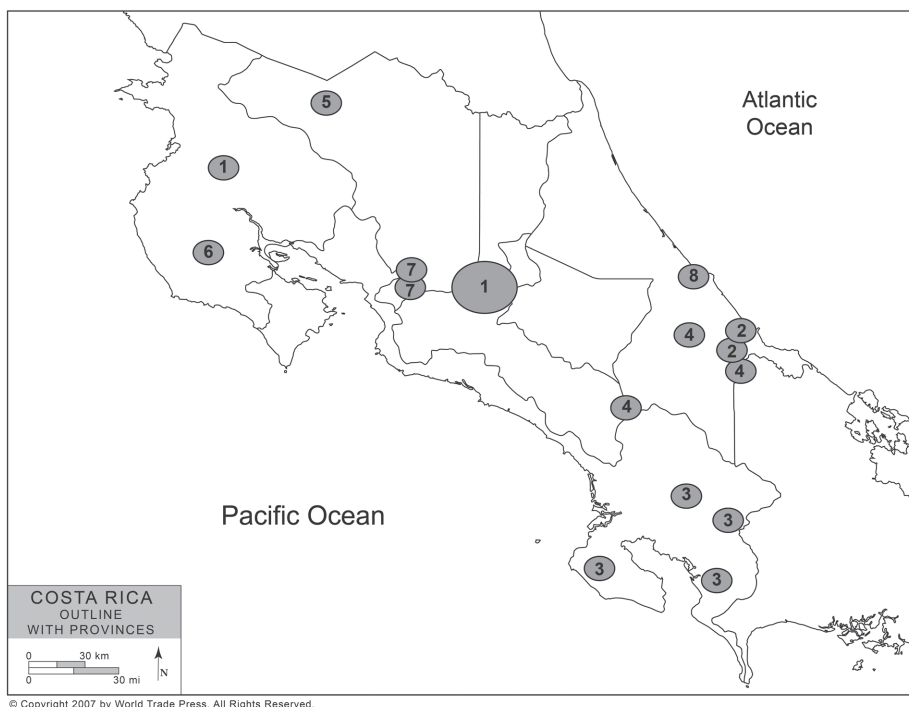 Atlantic
Ocean
5
1
6
7
7
1
8
4
2
2
4
4
3
3
3
3
Pacific Ocean
COSTA RICA
OUTLINE
WITH PROVINCES
0 30 km
0 30 mi
N
© Copyright 2007 by World Trade Press. All Rights Reserved.